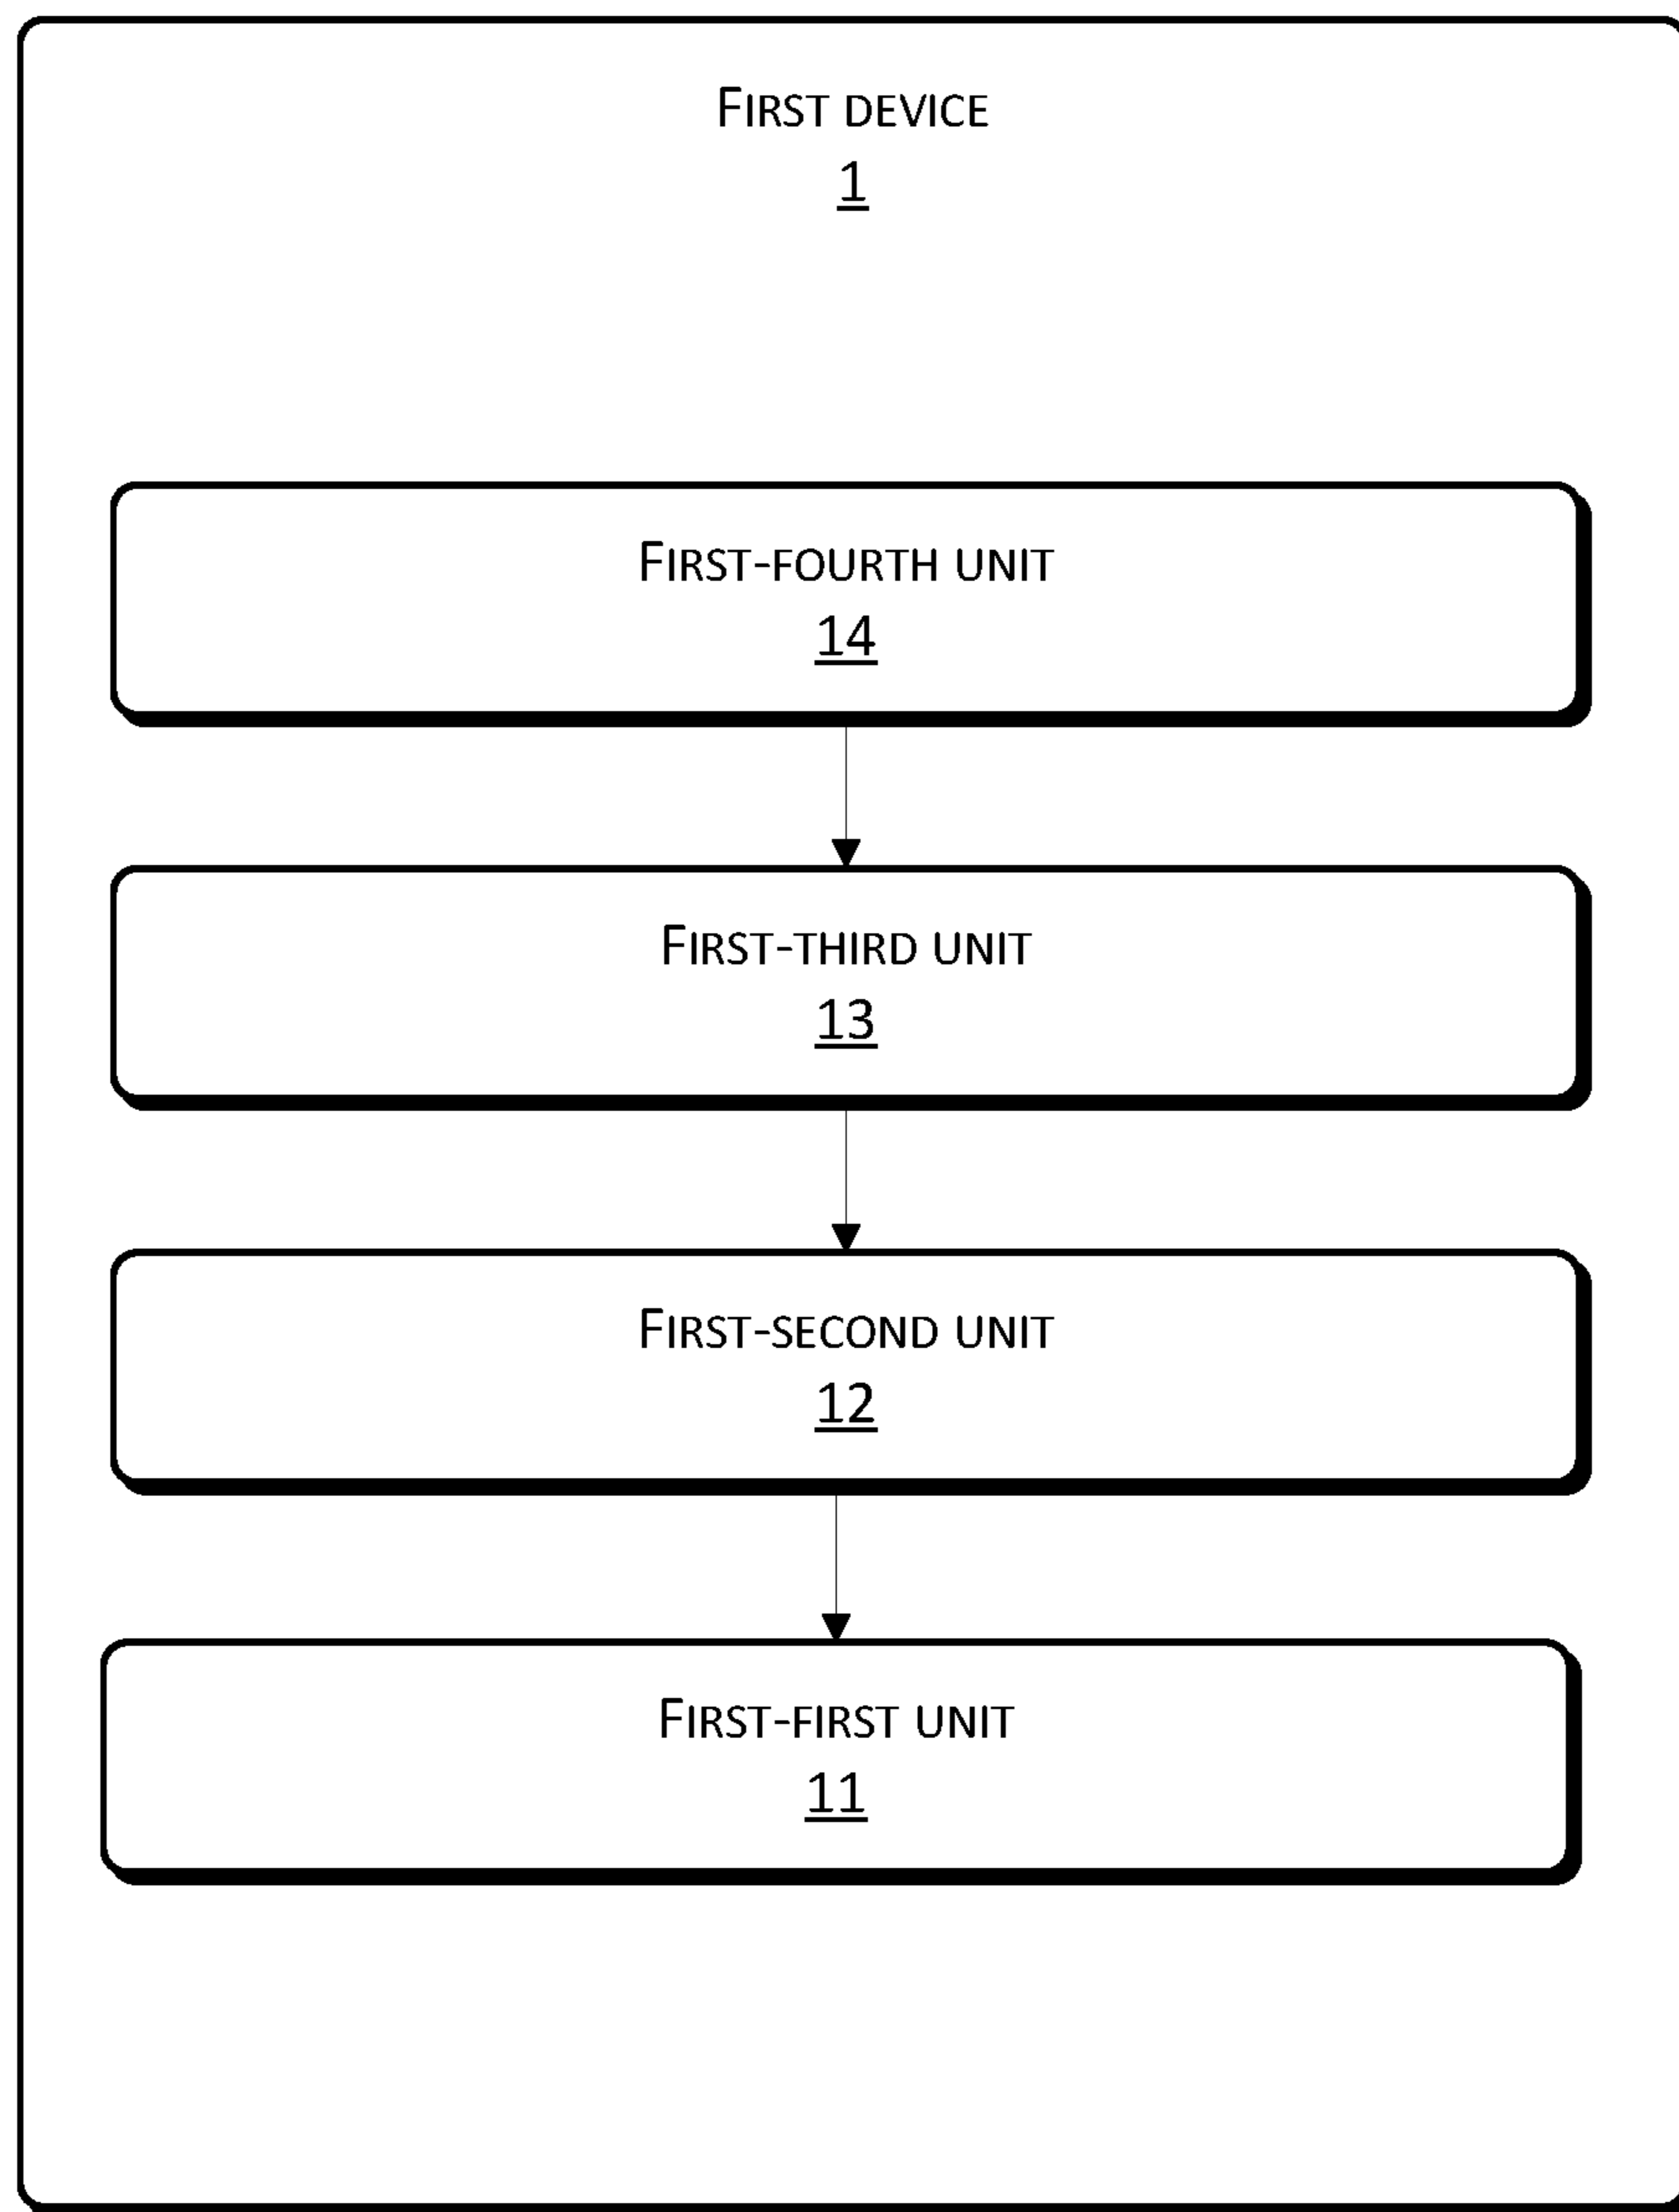 First device
1
First-fourth unit
14
First-third unit
13
First-second unit
12
First-first unit
11